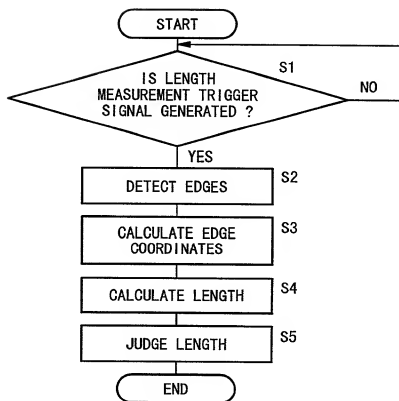 START
S1
IS LENGTH
MEASUREMENT TRIGGER
SIGNAL GENERATED ?
NO
YES
DETECT EDGES
S2
CALCULATE EDGE
COORDINATES
S3
CALCULATE LENGTH
S4
JUDGE LENGTH
S5
END